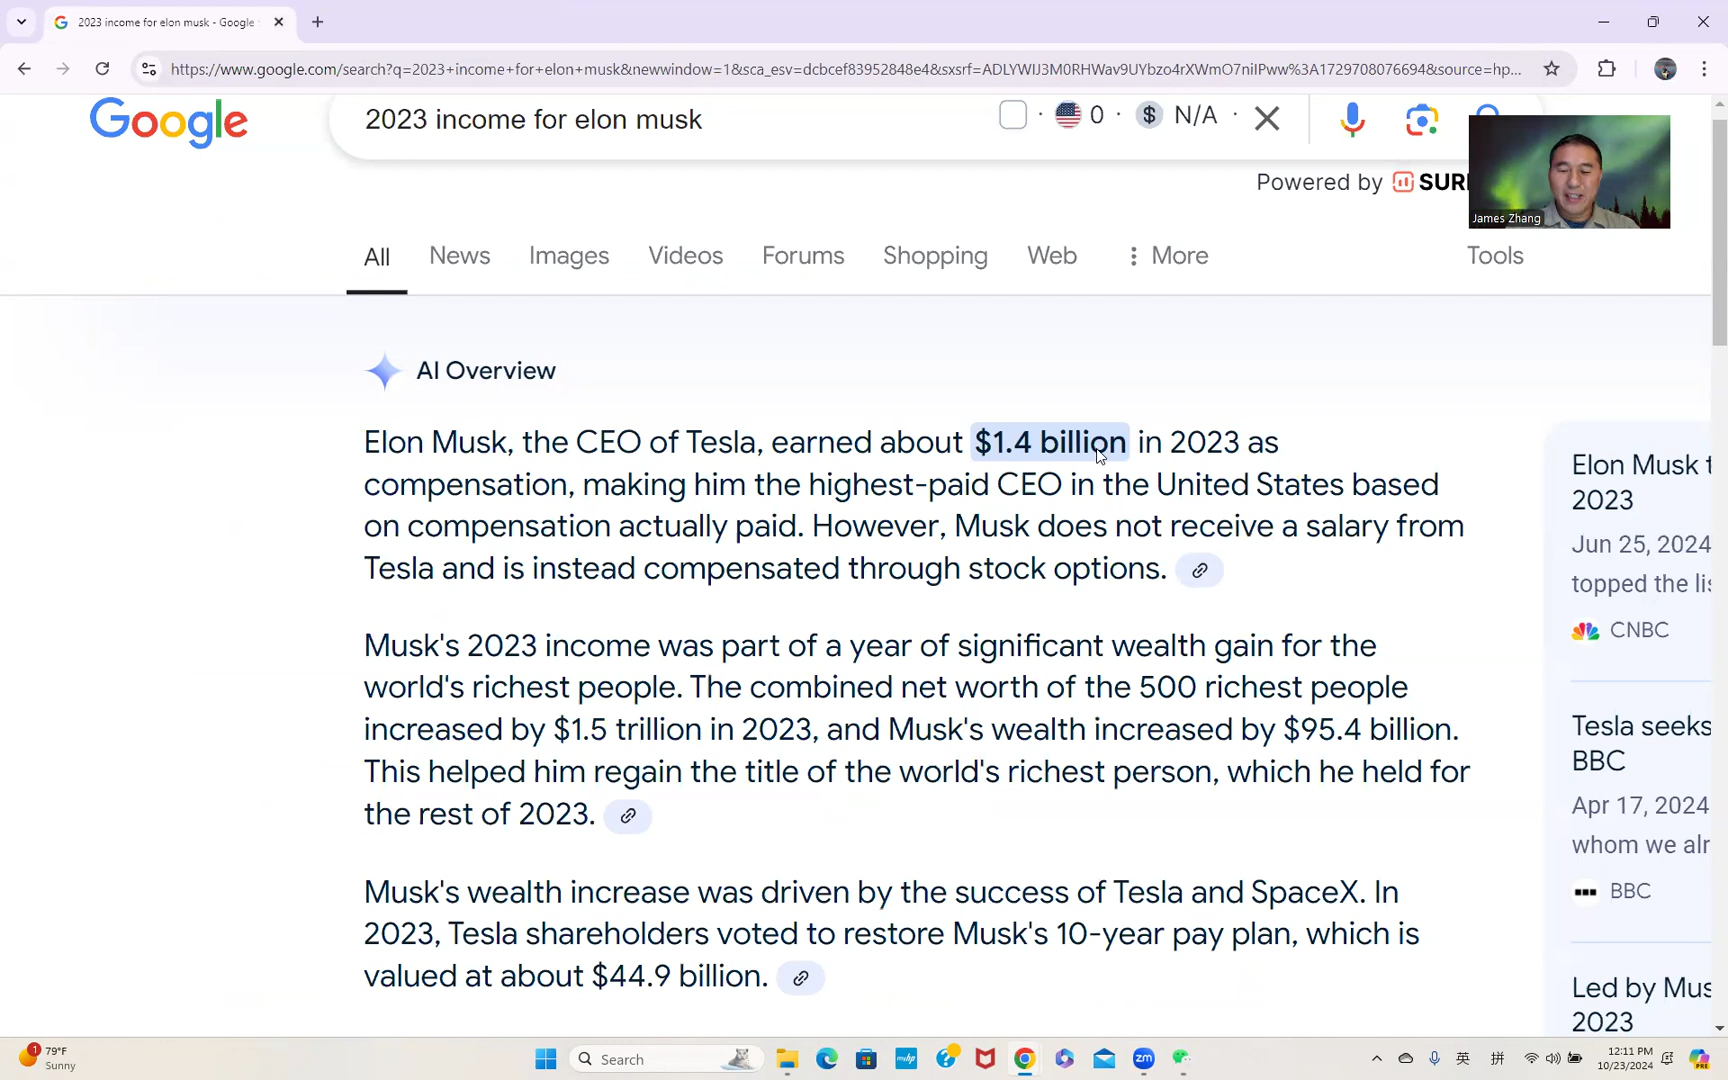 2023 income for elon musk - Google
https://www.google.com/search?q=2023+income+for+elon+musk&newwindow=1&sca_esv=dcbcef83952848e4&sxsrf=ADLYWIJ3M0RHWav9UYbzo4rXWmO7nilPww%3A1729708076694&source=hp...
Google
2023 income for elon musk
· 0 · $ N/A ·
Powered by SUR
James Zhang
All
News
Images
Videos
Forums
Shopping
Web
More
Tools
AI Overview
Elon Musk, the CEO of Tesla, earned about $1.4 billion in 2023 as
compensation, making him the highest-paid CEO in the United States based
on compensation actually paid. However, Musk does not receive a salary from
Tesla and is instead compensated through stock options.
Musk's 2023 income was part of a year of significant wealth gain for the
world's richest people. The combined net worth of the 500 richest people
increased by $1.5 trillion in 2023, and Musk's wealth increased by $95.4 billion.
This helped him regain the title of the world's richest person, which he held for
the rest of 2023.
Musk's wealth increase was driven by the success of Tesla and SpaceX. In
2023, Tesla shareholders voted to restore Musk's 10-year pay plan, which is
valued at about $44.9 billion.
Elon Musk t
2023
Jun 25, 2024
topped the lis
CNBC
Tesla seeks
BBC
Apr 17, 2024
whom we alr
BBC
Led by Mus
2023
1
79°F
Sunny
Search
myhp
zm
英
拼
12:11 PM
10/23/2024
PRE